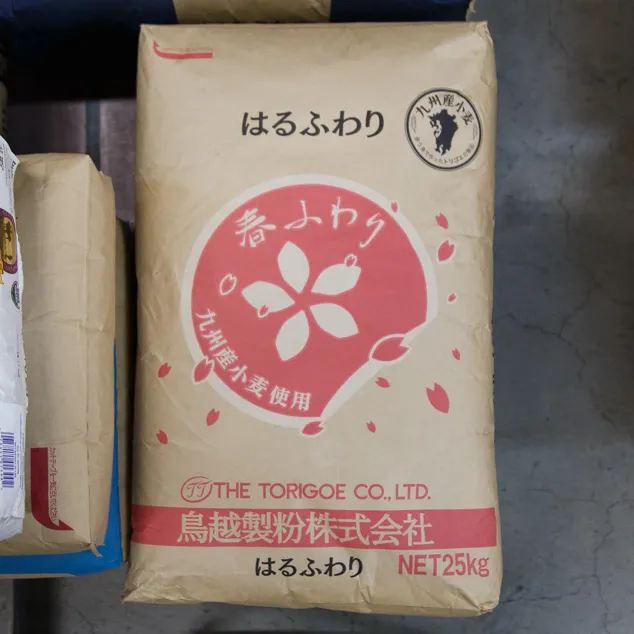 はるふわり
九州産小麦
春ふわり
九州産小麦使用
THE TORIGOE CO., LTD.
鳥越製粉株式会社
はるふわり
NET25kg